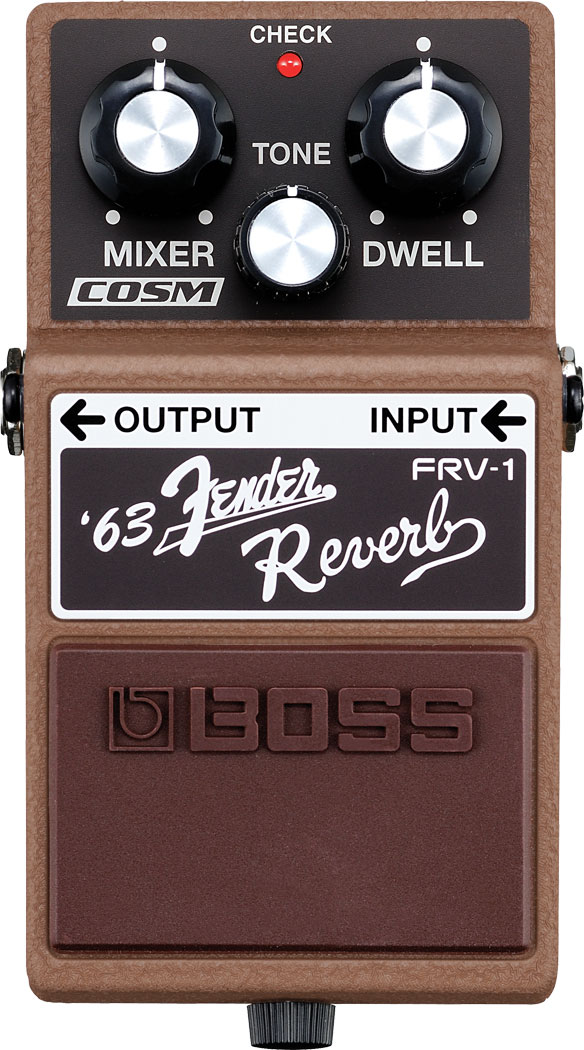 CHECK
TONE
MIXER
DWELL
COSM
OUTPUT
INPUT
FRV-1
'63 Fender
Reverb
BOSS